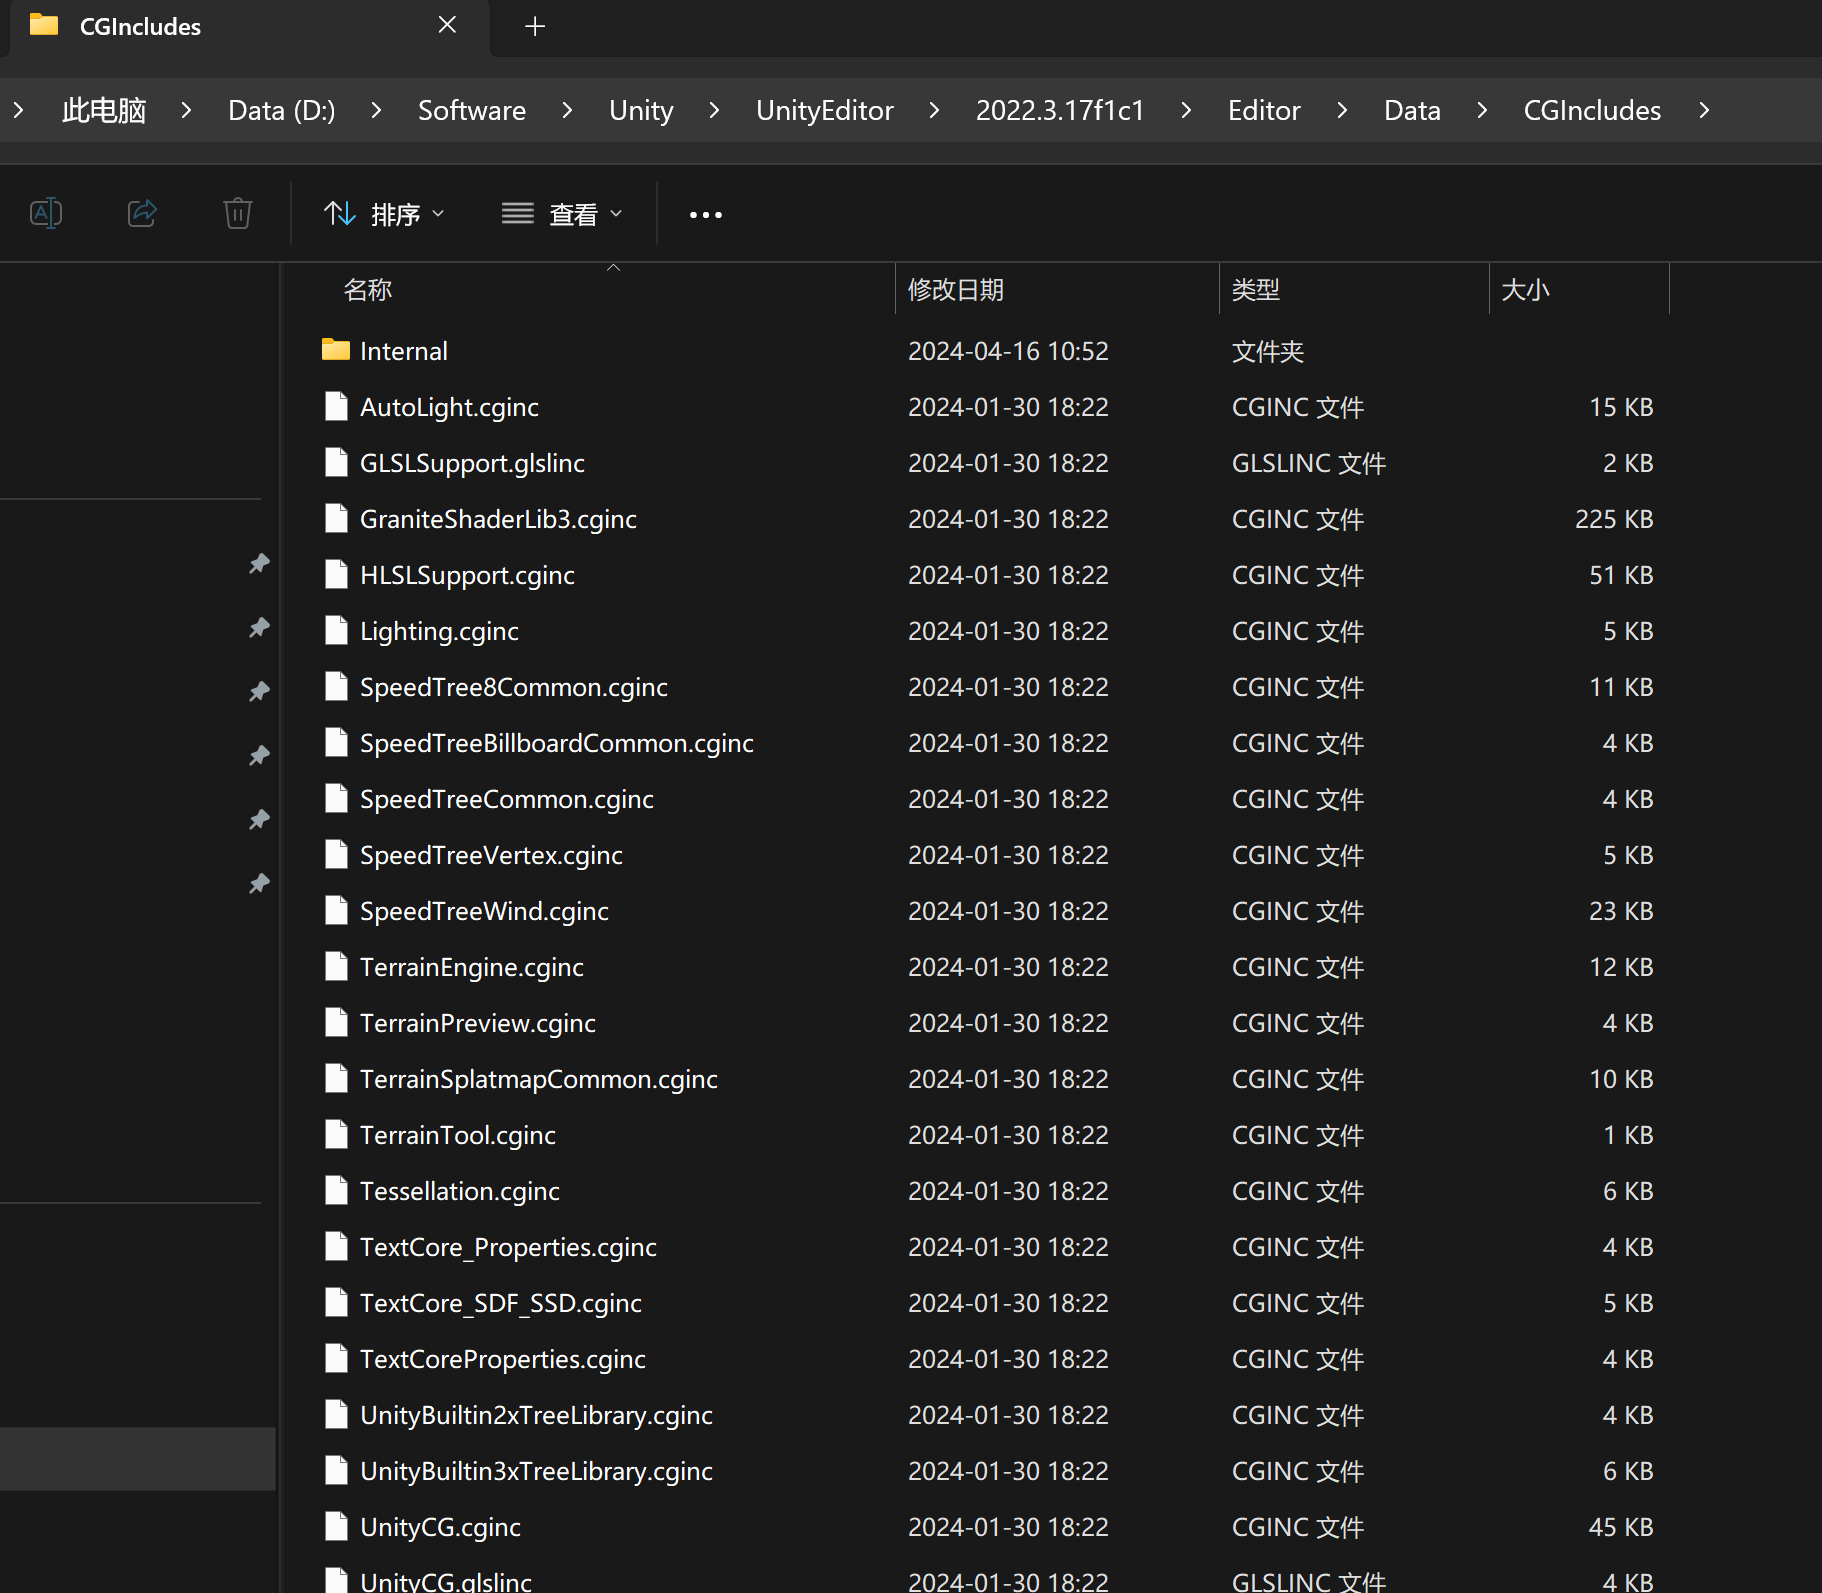 CGIncludes
此电脑 Data (D:) Software Unity UnityEditor 2022.3.17f1c1 Editor Data CGIncludes
排序 查看
名称 修改日期 类型 大小
Internal 2024-04-16 10:52 文件夹
AutoLight.cginc 2024-01-30 18:22 CGINC 文件 15 KB
GLSLSupport.glslinc 2024-01-30 18:22 GLSLINC 文件 2 KB
GraniteShaderLib3.cginc 2024-01-30 18:22 CGINC 文件 225 KB
HLSLSupport.cginc 2024-01-30 18:22 CGINC 文件 51 KB
Lighting.cginc 2024-01-30 18:22 CGINC 文件 5 KB
SpeedTree8Common.cginc 2024-01-30 18:22 CGINC 文件 11 KB
SpeedTreeBillboardCommon.cginc 2024-01-30 18:22 CGINC 文件 4 KB
SpeedTreeCommon.cginc 2024-01-30 18:22 CGINC 文件 4 KB
SpeedTreeVertex.cginc 2024-01-30 18:22 CGINC 文件 5 KB
SpeedTreeWind.cginc 2024-01-30 18:22 CGINC 文件 23 KB
TerrainEngine.cginc 2024-01-30 18:22 CGINC 文件 12 KB
TerrainPreview.cginc 2024-01-30 18:22 CGINC 文件 4 KB
TerrainSplatmapCommon.cginc 2024-01-30 18:22 CGINC 文件 10 KB
TerrainTool.cginc 2024-01-30 18:22 CGINC 文件 1 KB
Tessellation.cginc 2024-01-30 18:22 CGINC 文件 6 KB
TextCore_Properties.cginc 2024-01-30 18:22 CGINC 文件 4 KB
TextCore_SDF_SSD.cginc 2024-01-30 18:22 CGINC 文件 5 KB
TextCoreProperties.cginc 2024-01-30 18:22 CGINC 文件 4 KB
UnityBuiltin2xTreeLibrary.cginc 2024-01-30 18:22 CGINC 文件 4 KB
UnityBuiltin3xTreeLibrary.cginc 2024-01-30 18:22 CGINC 文件 6 KB
UnityCG.cginc 2024-01-30 18:22 CGINC 文件 45 KB
UnityCG.glslinc 2024-01-30 18:22 GLSLINC 文件 4 KB